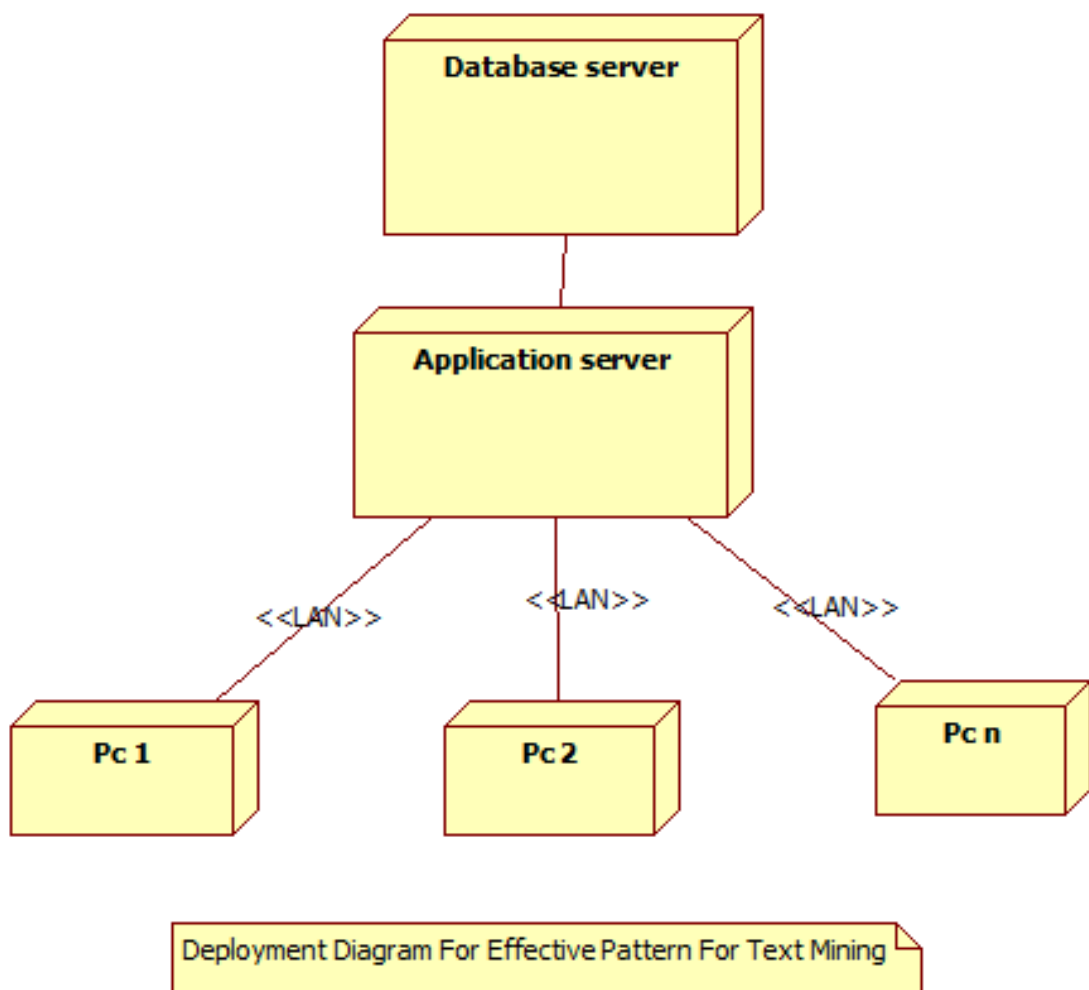 Database server
Application server
<<LAN>>
<<LAN>>
<<LAN>>
Pc 1
Pc 2
Pc n
Deployment Diagram For Effective Pattern For Text Mining